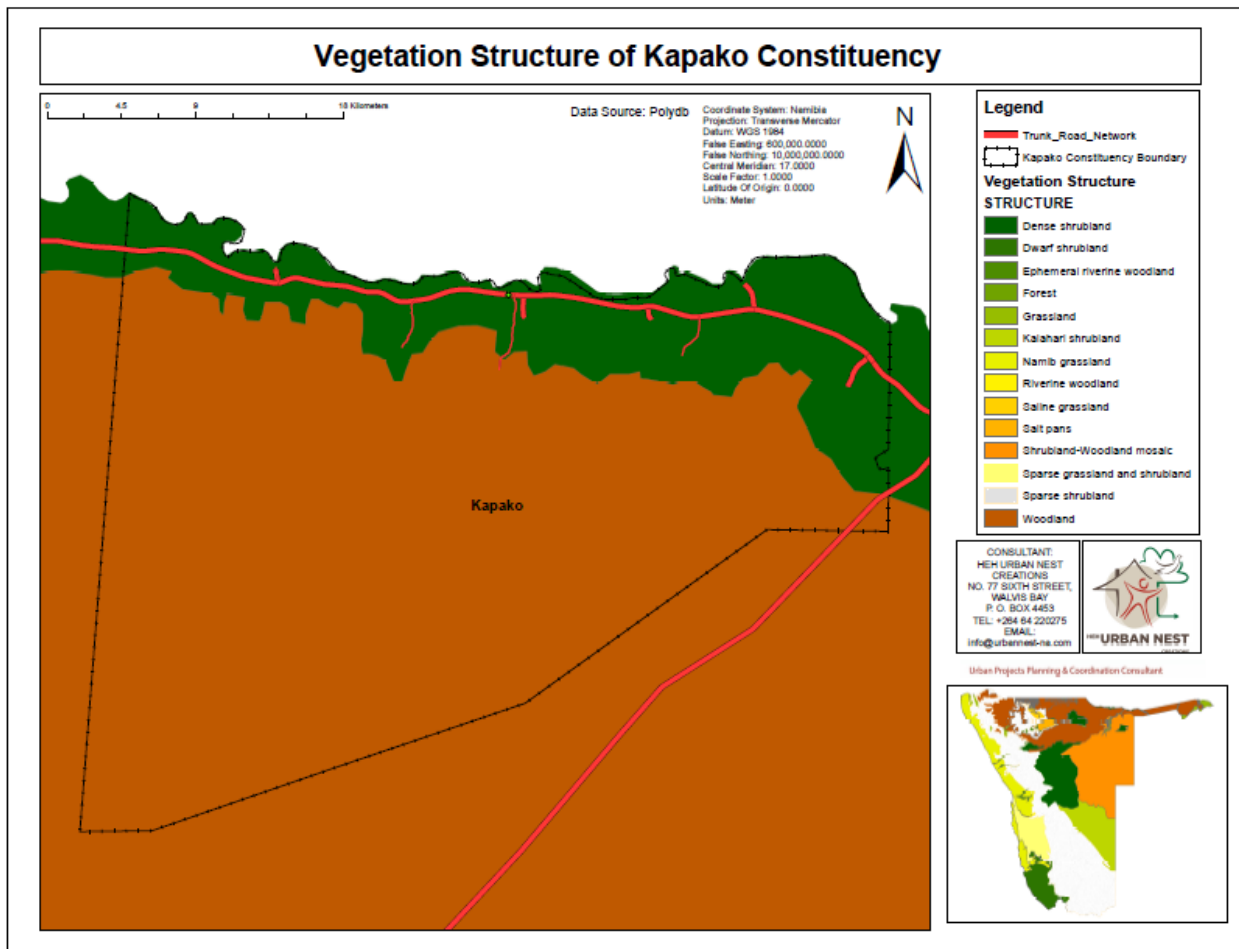 Vegetation Structure of Kapako Constituency
0 4.5 9 18 Kilometers
Data Source: Polydb
Coordinate System: Namibia
Projection: Transverse Mercator
Datum: WGS 1984
False Easting: 600,000.0000
False Northing: 10,000,000.0000
Central Meridian: 17.0000
Scale Factor: 1.0000
Latitude Of Origin: 0.0000
Units: Meter
N
Kapako
Legend
Trunk_Road_Network
Kapako Constituency Boundary
Vegetation Structure
STRUCTURE
Dense shrubland
Dwarf shrubland
Ephemeral riverine woodland
Forest
Grassland
Kalahari shrubland
Namib grassland
Riverine woodland
Saline grassland
Salt pans
Shrubland-Woodland mosaic
Sparse grassland and shrubland
Sparse shrubland
Woodland
CONSULTANT:
HEH URBAN NEST
CREATIONS
NO. 77 SIXTH STREET,
WALVIS BAY
P. O. BOX 4453
TEL: +264 64 220275
EMAIL:
info@urbannest-na.com
HEH URBAN NEST
CREATIONS
Urban Projects Planning & Coordination Consultant